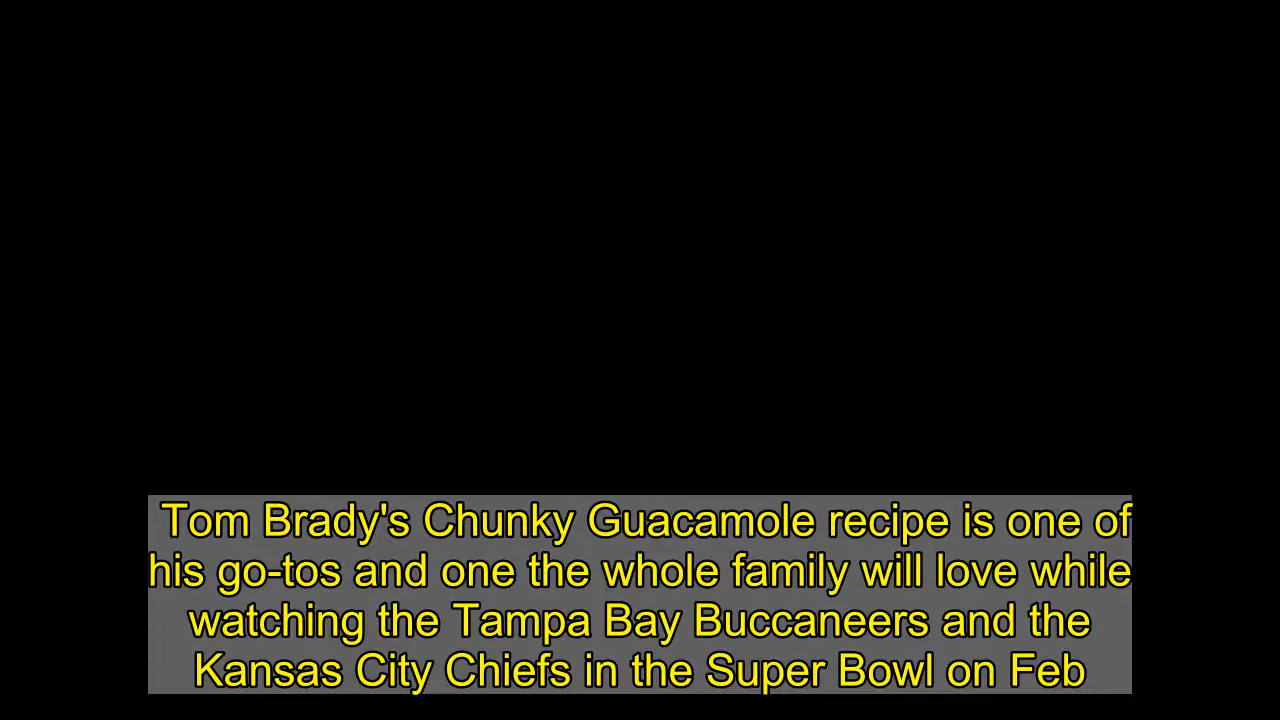 Tom Brady's Chunky Guacamole recipe is one of
his go-tos and one the whole family will love while
watching the Tampa Bay Buccaneers and the
Kansas City Chiefs in the Super Bowl on Feb